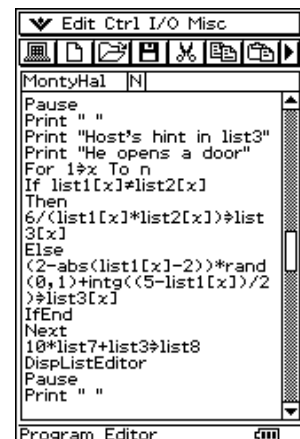 Edit Ctrl I/O Misc
MontyHal N
Pause
Print " "
Print "Host's hint in list3"
Print "He opens a door"
For 1⇒x To n
If list1[x]≠list2[x]
Then
6/(list1[x]*list2[x])⇒list
3[x]
Else
(2-abs(list1[x]-2))*rand
(0,1)+intg((5-list1[x])/2
)⇒list3[x]
IfEnd
Next
10*list7+list3⇒list8
DispListEditor
Pause
Print " "
Program Editor